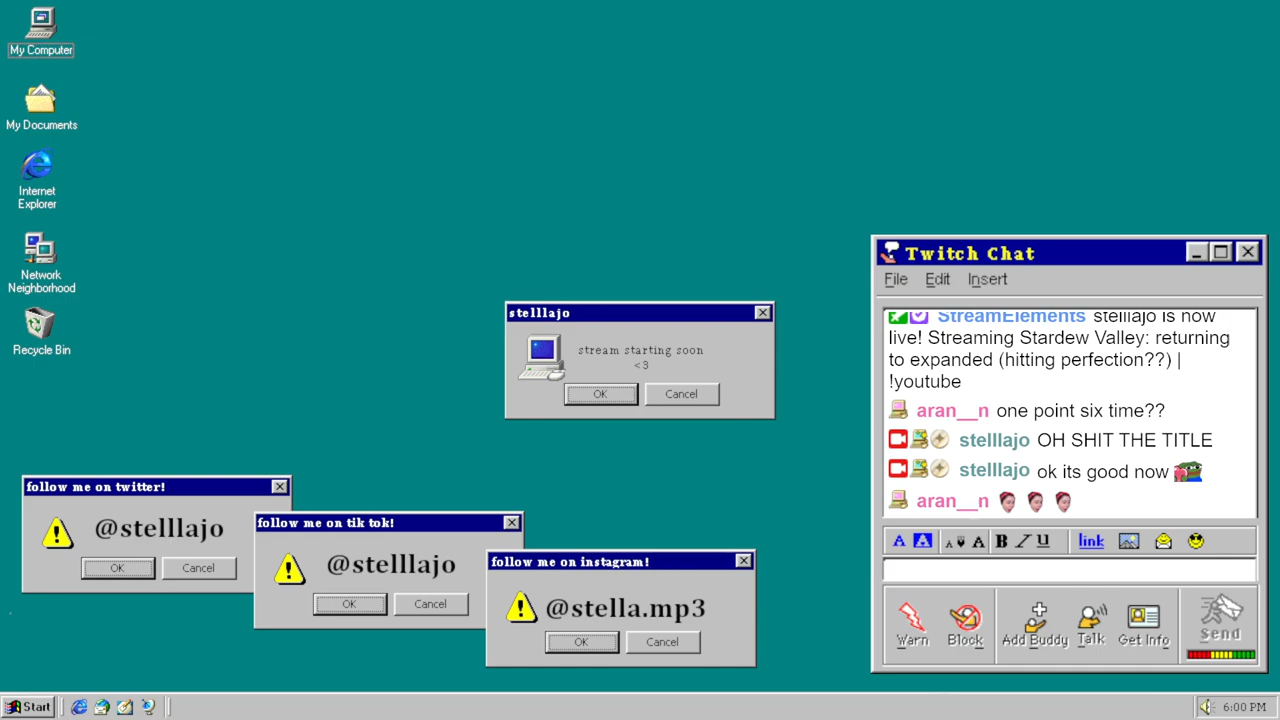 My Computer
My Documents
Internet
Explorer
Network
Neighborhood
Recycle Bin
stelllajo
stream starting soon
<3
OK Cancel
follow me on twitter!
@stelllajo
OK Cancel
follow me on tik tok!
@stelllajo
OK Cancel
follow me on instagram!
@stella.mp3
OK Cancel
Twitch Chat
File Edit Insert
StreamElements stelllajo is now
live! Streaming Stardew Valley: returning
to expanded (hitting perfection??) |
!youtube
aran__n one point six time??
stelllajo OH SHIT THE TITLE
stelllajo ok its good now
aran__n
A A A A B I U link
Warn Block Add Buddy Talk Get Info Send
Start
6:00 PM